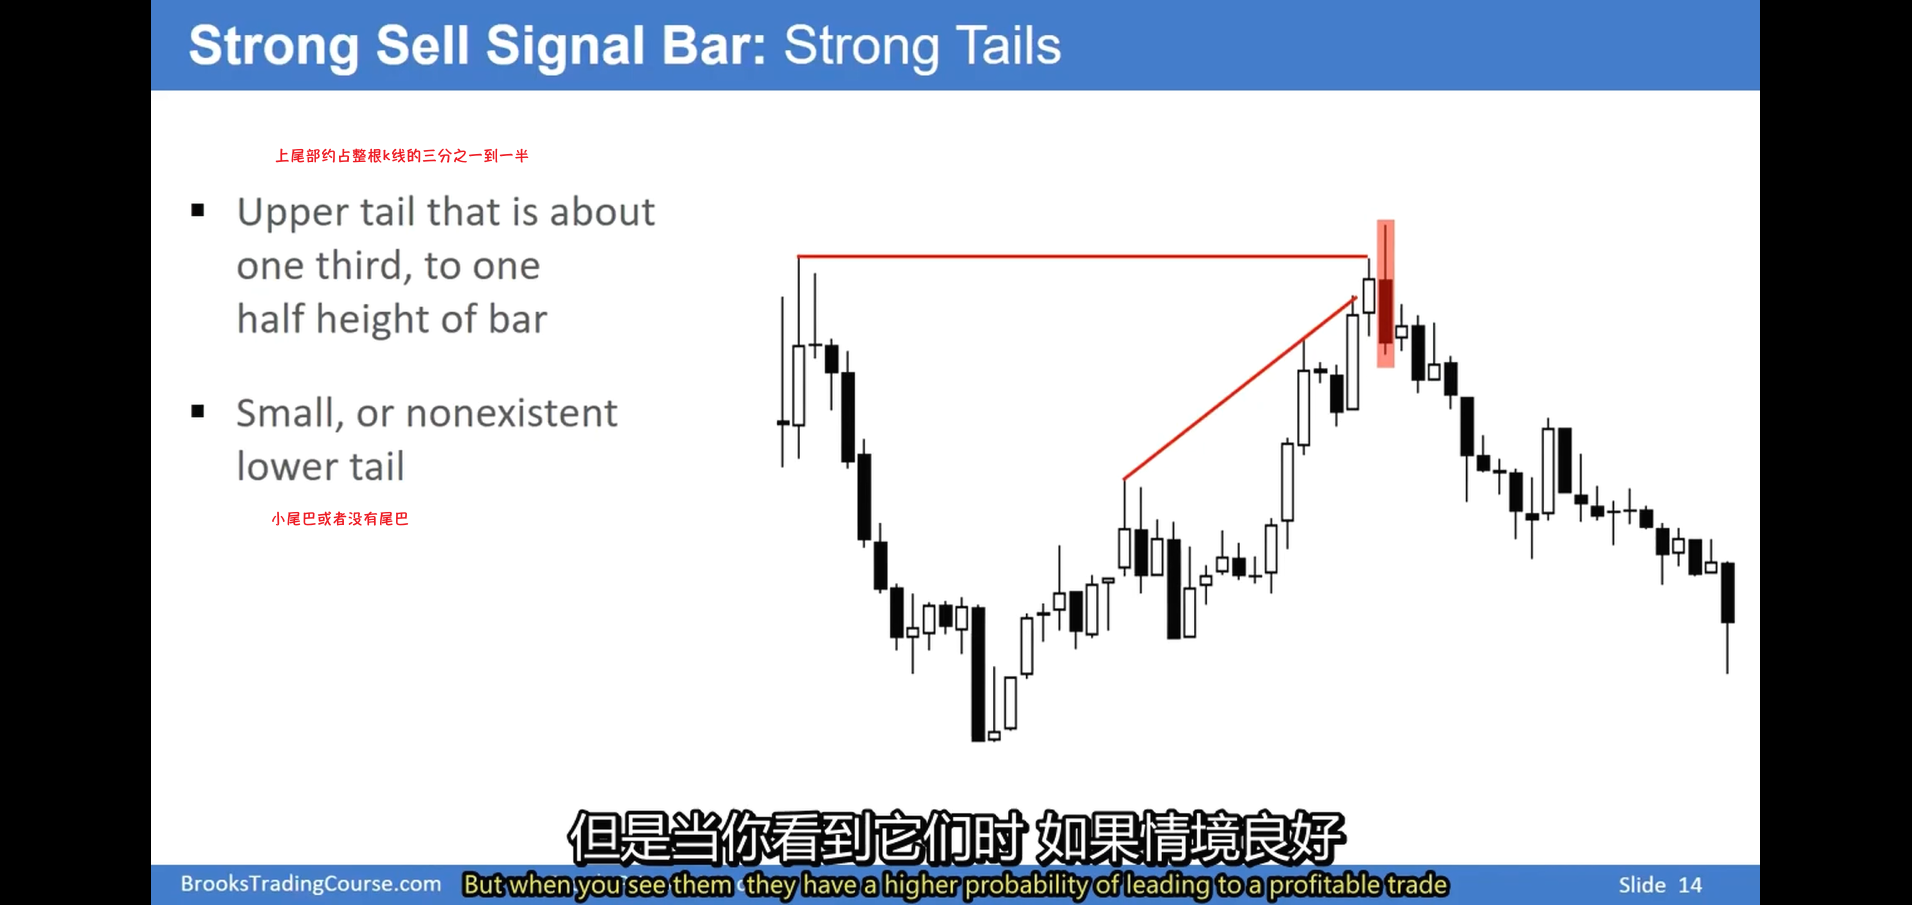 Strong Sell Signal Bar: Strong Tails
上尾部约占整根k线的三分之一到一半
▪ Upper tail that is about
one third, to one
half height of bar
▪ Small, or nonexistent
lower tail
小尾巴或者没有尾巴
但是当你看到它们时 如果情境良好
BrooksTradingCourse.com
But when you see them they have a higher probability of leading to a profitable trade
Slide 14